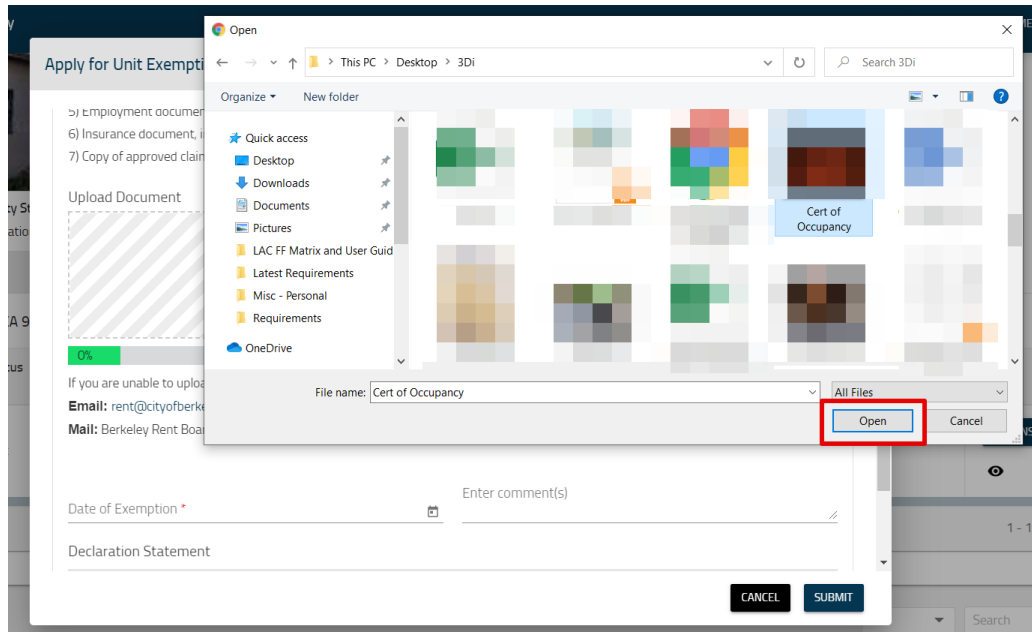 Open
Apply for Unit Exempti
This PC > Desktop > 3Di
Search 3Di
Organize
New folder
5) Employment documen
6) Insurance document, i
7) Copy of approved clain
Upload Document
0%
If you are unable to uploa
Email: rent@cityofberke
Mail: Berkeley Rent Boa
Quick access
Desktop
Downloads
Documents
Pictures
LAC FF Matrix and User Guid
Latest Requirements
Misc - Personal
Requirements
OneDrive
Cert of
Occupancy
File name: Cert of Occupancy
All Files
Open
Cancel
Date of Exemption *
Enter comment(s)
Declaration Statement
CANCEL
SUBMIT
1 - 1
Search